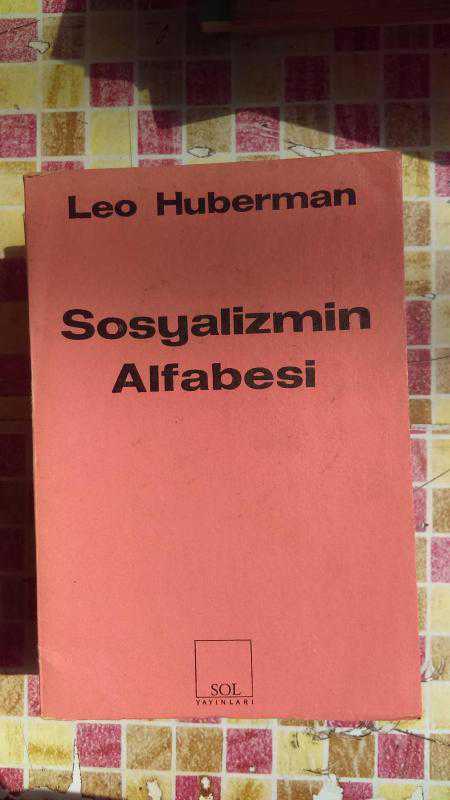 Leo Huberman
Sosyalizmin
Alfabesi
SOL
YAYINLARI